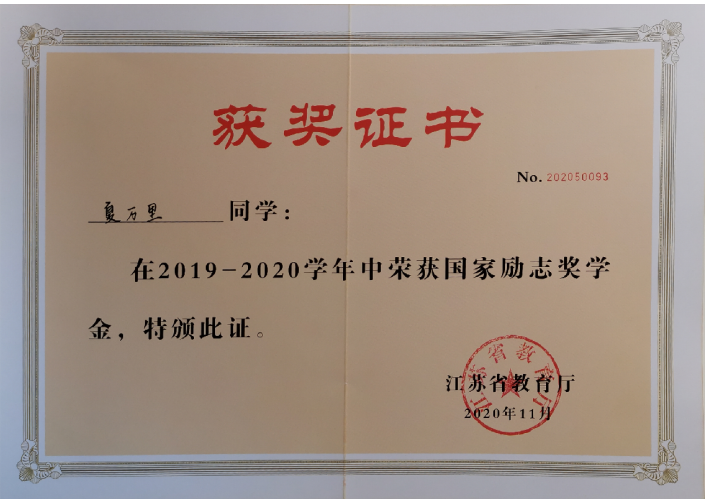 获奖证书
No. 202050093
夏万里 同学：
在2019-2020学年中荣获国家励志奖学
金，特颁此证。
江苏省教育厅
江苏省教育厅
2020年11月